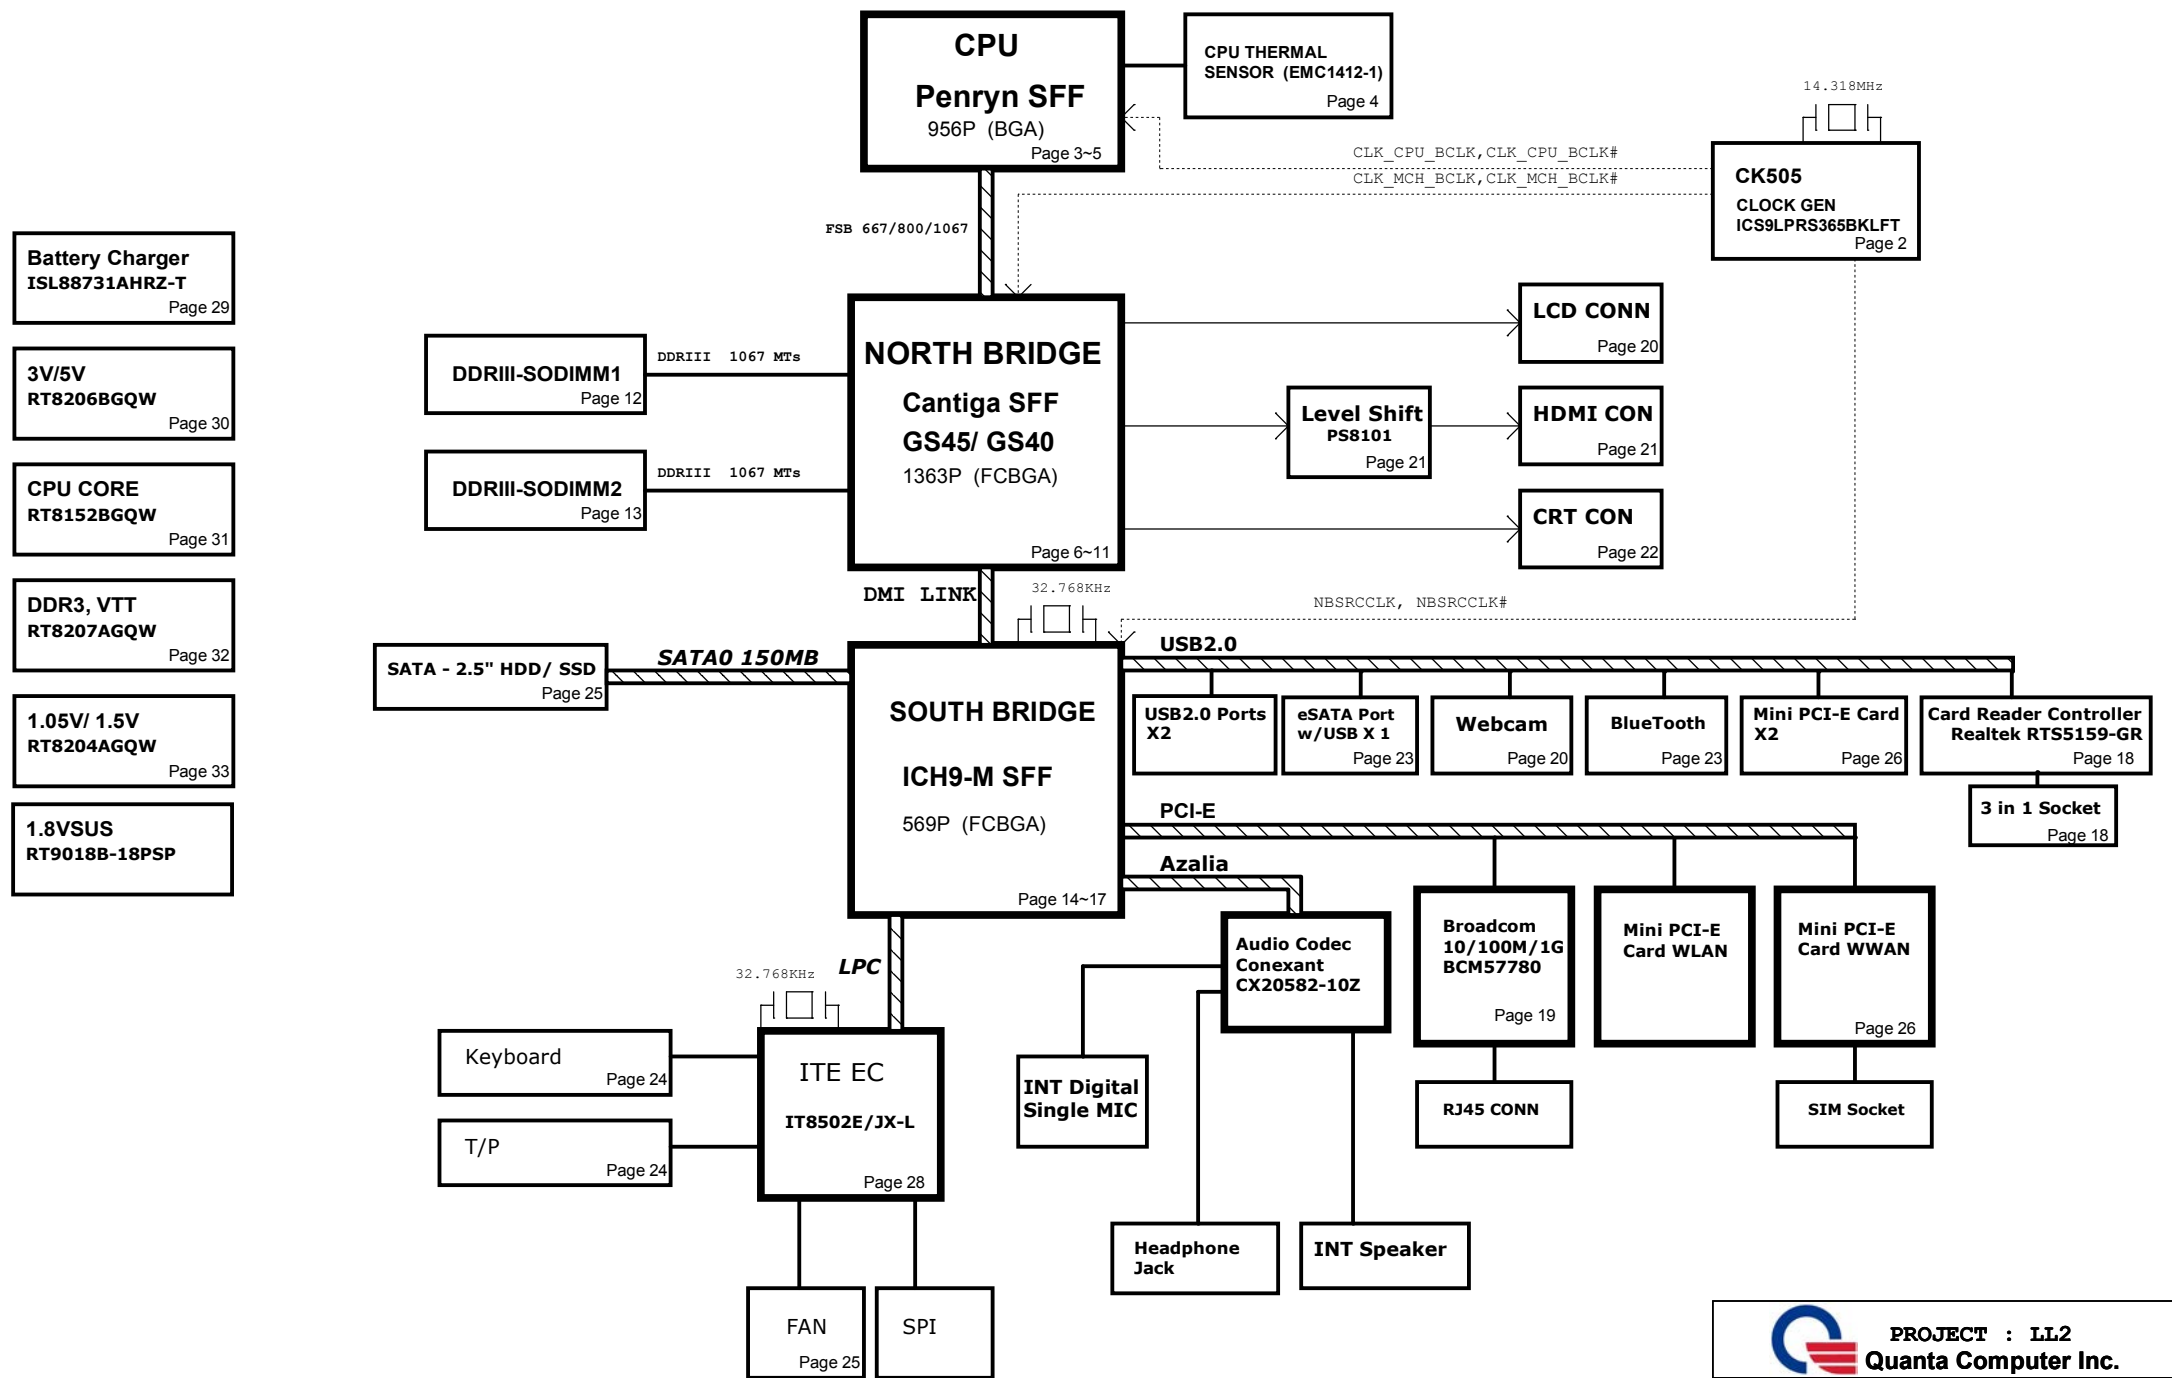 CPU
Penryn SFF
956P (BGA)
Page 3~5
CPU THERMAL
SENSOR (EMC1412-1)
Page 4
14.318MHz
CLK_CPU_BCLK,CLK_CPU_BCLK#
CLK_MCH_BCLK,CLK_MCH_BCLK#
CK505
CLOCK GEN
ICS9LPRS365BKLFT
Page 2
FSB 667/800/1067
Battery Charger
ISL88731AHRZ-T
Page 29
3V/5V
RT8206BGQW
Page 30
CPU CORE
RT8152BGQW
Page 31
DDR3, VTT
RT8207AGQW
Page 32
1.05V/ 1.5V
RT8204AGQW
Page 33
1.8VSUS
RT9018B-18PSP
DDRIII-SODIMM1
Page 12
DDRIII 1067 MTs
DDRIII-SODIMM2
Page 13
DDRIII 1067 MTs
NORTH BRIDGE
Cantiga SFF
GS45/ GS40
1363P (FCBGA)
Page 6~11
LCD CONN
Page 20
Level Shift
PS8101
Page 21
HDMI CON
Page 21
CRT CON
Page 22
DMI LINK
32.768KHz
NBSRCCLK, NBSRCCLK#
SATA - 2.5" HDD/ SSD
Page 25
SATA0 150MB
SOUTH BRIDGE
ICH9-M SFF
569P (FCBGA)
Page 14~17
USB2.0
USB2.0 Ports
X2
eSATA Port
w/USB X 1
Page 23
Webcam
Page 20
BlueTooth
Page 23
Mini PCI-E Card
X2
Page 26
Card Reader Controller
Realtek RTS5159-GR
Page 18
3 in 1 Socket
Page 18
PCI-E
Azalia
Audio Codec
Conexant
CX20582-10Z
Broadcom
10/100M/1G
BCM57780
Page 19
Mini PCI-E
Card WLAN
Mini PCI-E
Card WWAN
Page 26
LPC
32.768KHz
Keyboard
Page 24
T/P
Page 24
ITE EC
IT8502E/JX-L
Page 28
INT Digital
Single MIC
RJ45 CONN
SIM Socket
Headphone
Jack
INT Speaker
FAN
Page 25
SPI
PROJECT : LL2
Quanta Computer Inc.